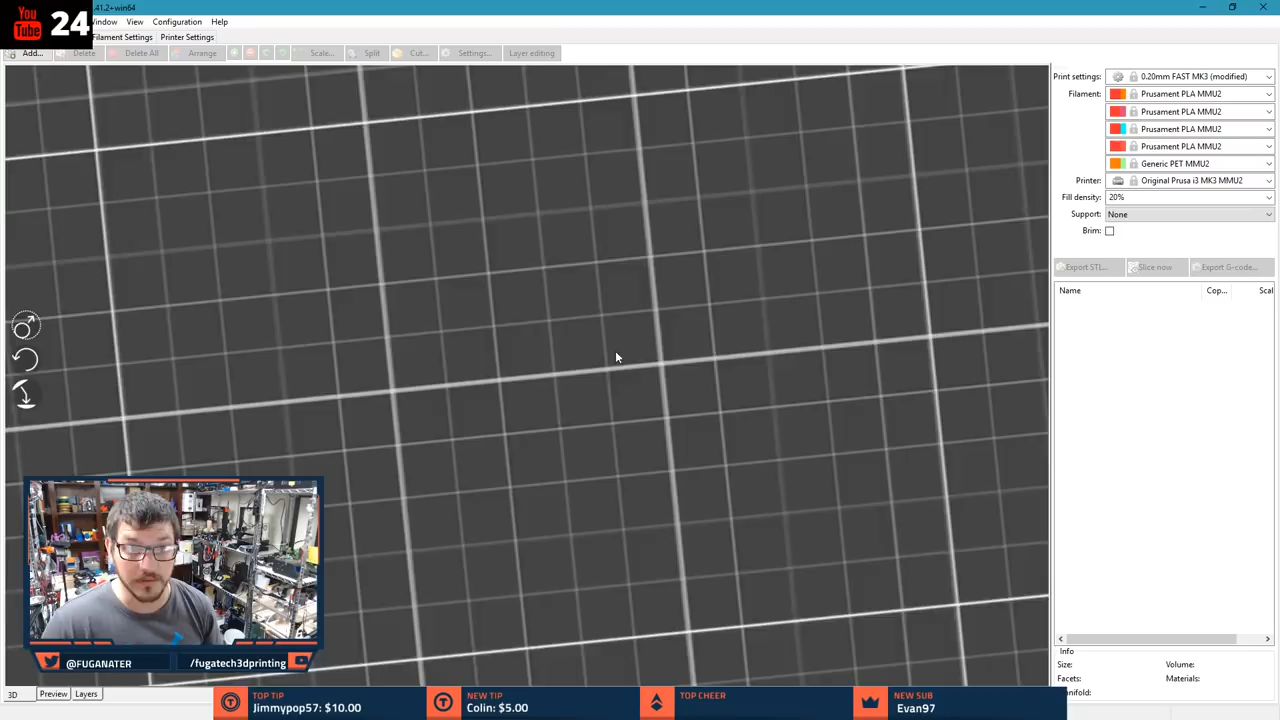 You Tube 24
.41.2+win64
Window View Configuration Help
Filament Settings Printer Settings
Add... Delete Delete All Arrange Scale... Split Cut... Settings... Layer editing
Print settings: 0.20mm FAST MK3 (modified)
Filament: Prusament PLA MMU2
Prusament PLA MMU2
Prusament PLA MMU2
Prusament PLA MMU2
Generic PET MMU2
Printer: Original Prusa i3 MK3 MMU2
Fill density: 20%
Support: None
Brim:
Export STL... Slice now Export G-code...
Name Cop... Scal
Info
Size: Volume:
Facets: Materials:
anifold:
@FUGANATER /fugatech3dprinting
3D Preview Layers
TOP TIP
Jimmypop57: $10.00
NEW TIP
Colin: $5.00
TOP CHEER
NEW SUB
Evan97